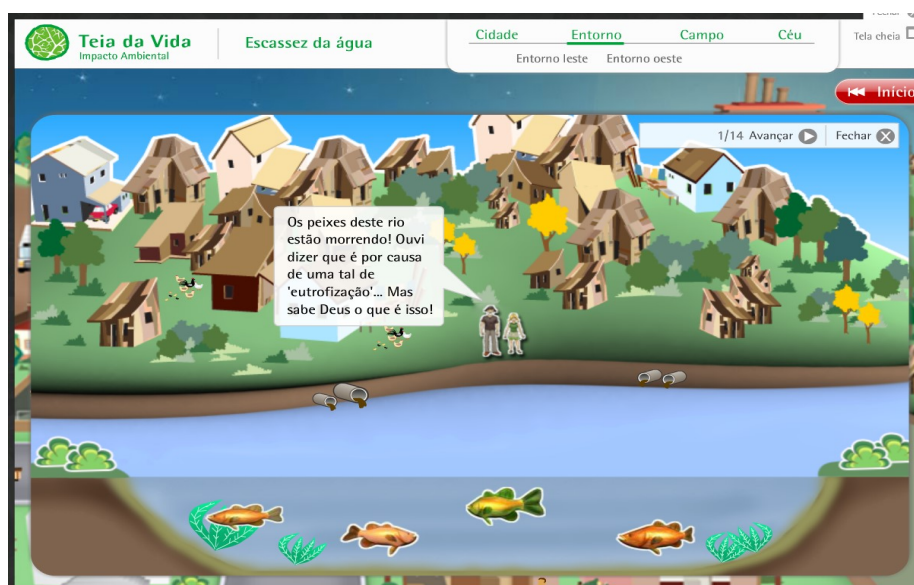 Teia da Vida
Impacto Ambiental
Escassez da água
Cidade Entorno Campo Céu
Entorno leste Entorno oeste
Tela cheia
Início
1/14 Avançar Fechar
Os peixes deste rio
estão morrendo! Ouvi
dizer que é por causa
de uma tal de
'eutrofização'... Mas
sabe Deus o que é isso!